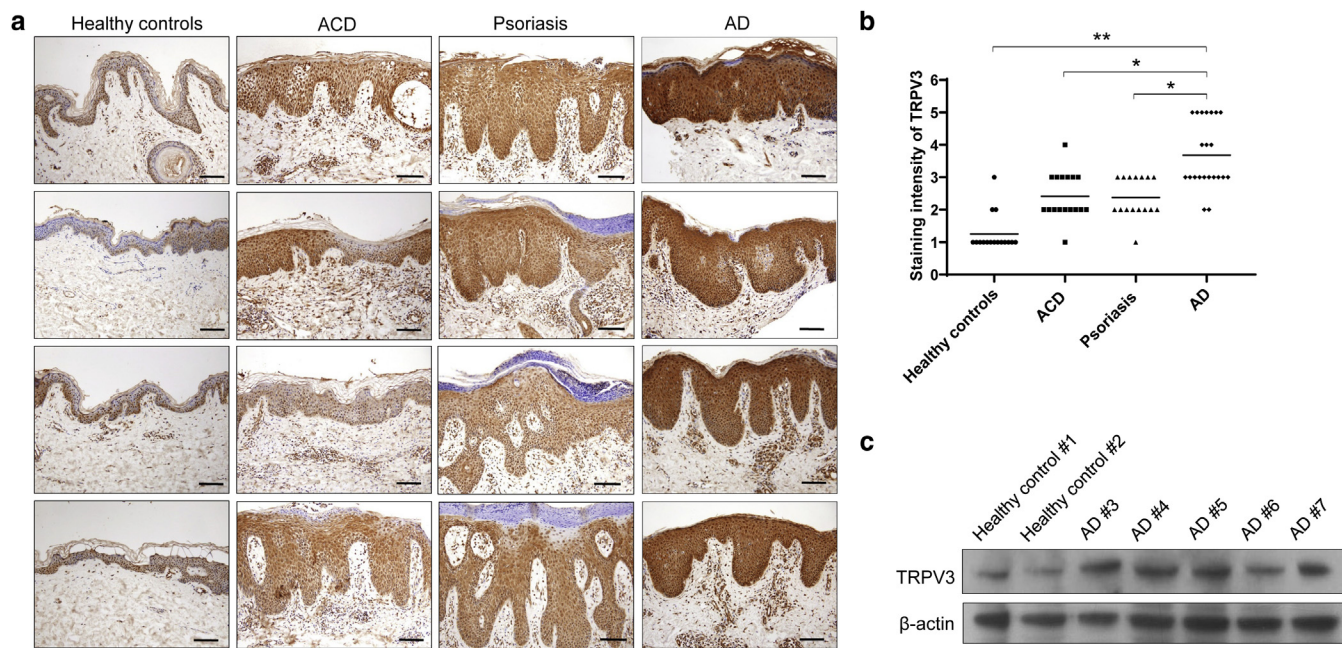 a
Healthy controls
ACD
Psoriasis
AD
b
**
*
*
Staining intensity of TRPV3
6
5
4
3
2
1
0
Healthy controls
ACD
Psoriasis
AD
c
Healthy control #1
Healthy control #2
AD #3
AD #4
AD #5
AD #6
AD #7
TRPV3
β-actin